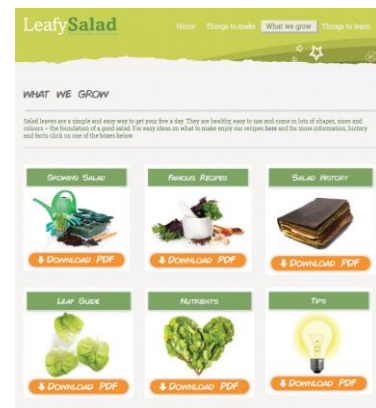 LeafySalad
Home Things to make What we grow Things to learn
WHAT WE GROW
Salad leaves are a simple and easy way to get your five a day. They are healthy, easy to use and come in lots of shapes, sizes and
colours – the foundation of a good salad. For easy ideas on what to make enjoy our recipes here and for more information, history
and facts click on one of the boxes below.
GROWING SALAD
FAMOUS RECIPES
SALAD HISTORY
DOWNLOAD PDF
DOWNLOAD PDF
DOWNLOAD PDF
LEAF GUIDE
NUTRIENTS
TIPS
DOWNLOAD PDF
DOWNLOAD PDF
DOWNLOAD PDF